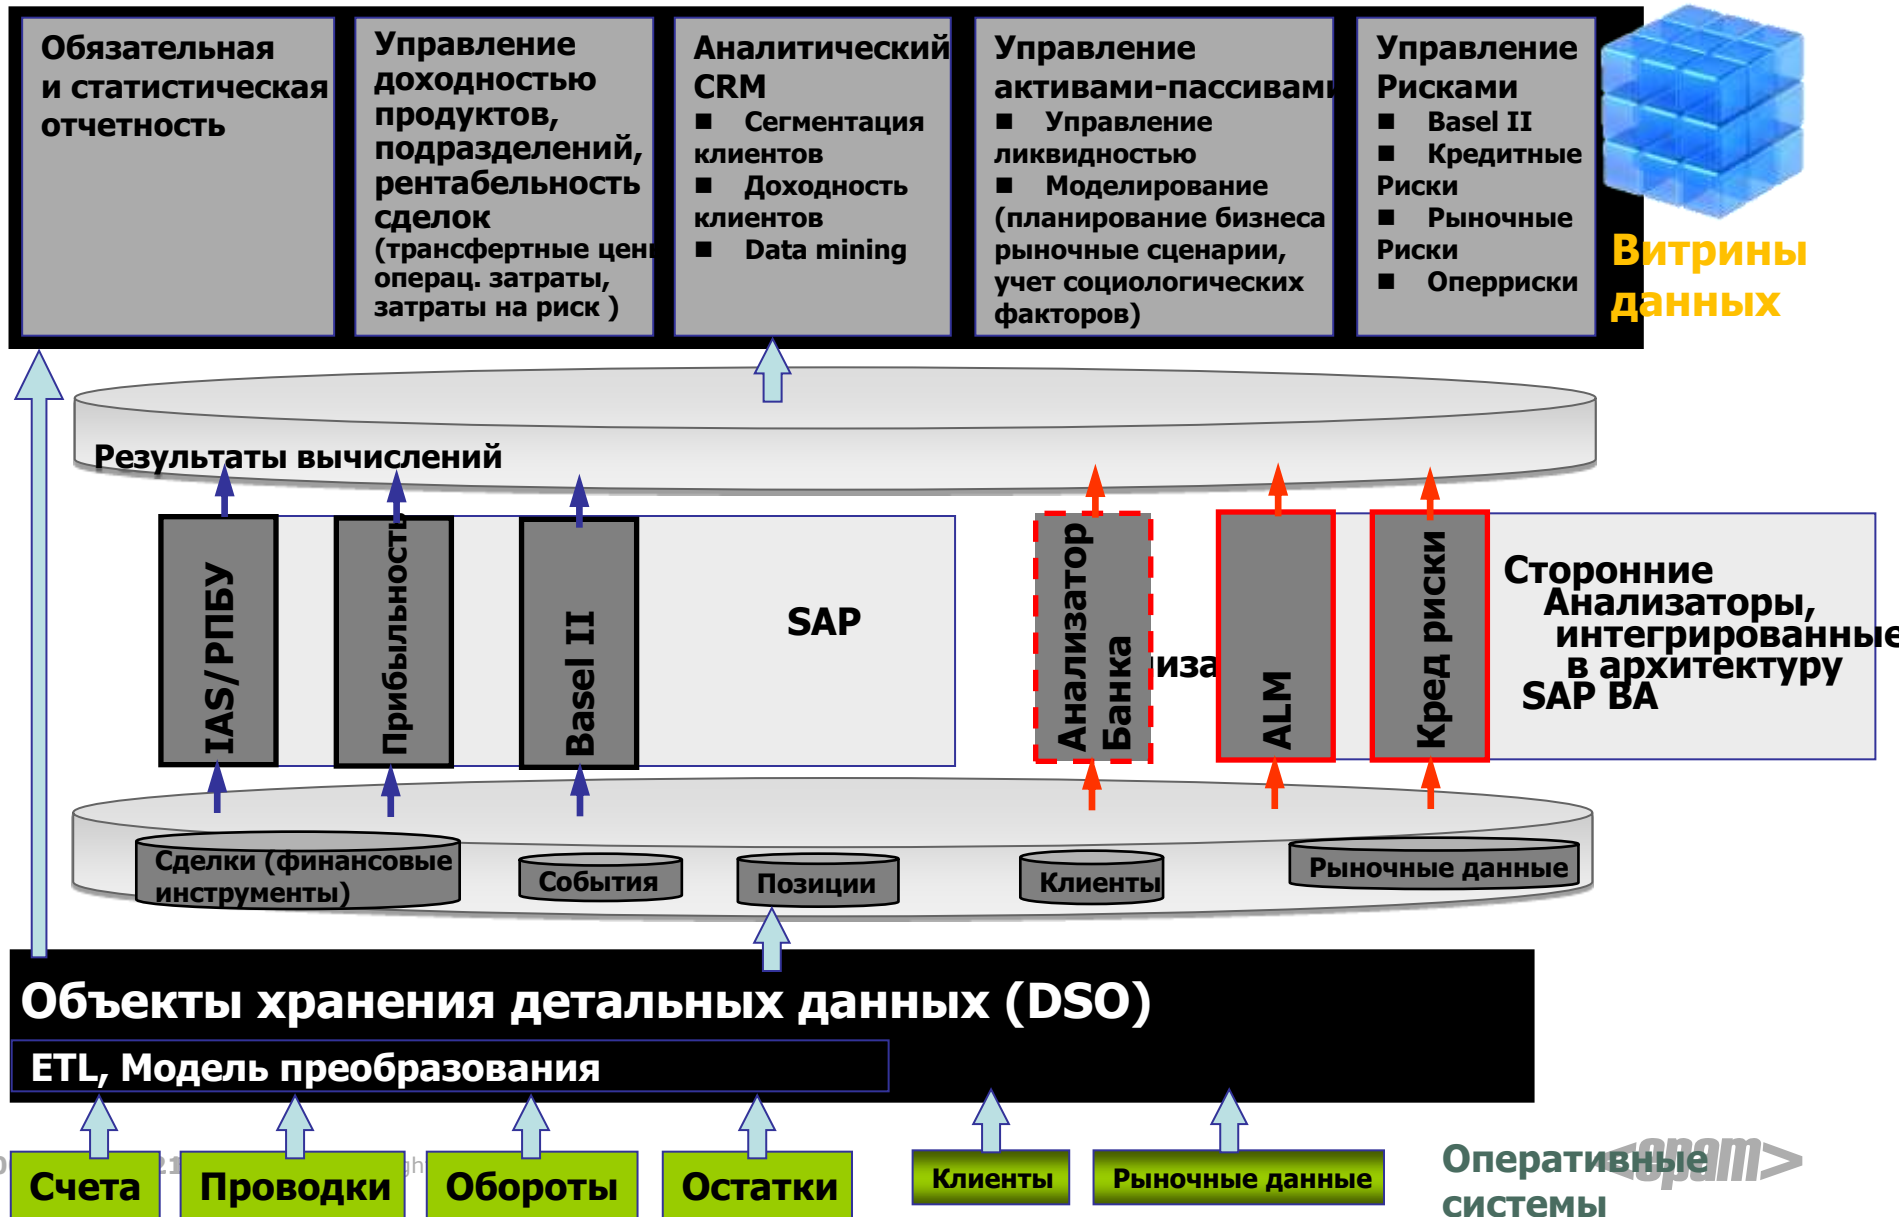 Обязательная
и статистическая
отчетность
Управление
доходностью
продуктов,
подразделений,
рентабельность
сделок
(трансфертные цен
операц. затраты,
затраты на риск )
Аналитический
CRM
■ Сегментация
клиентов
■ Доходность
клиентов
■ Data mining
Управление
активами-пассивами
■ Управление
ликвидностью
■ Моделирование
(планирование бизнеса
рыночные сценарии,
учет социологических
факторов)
Управление
Рисками
■ Basel II
■ Кредитные
Риски
■ Рыночные
Риски
■ Оперриски
Витрины
данных
Результаты вычислений
IAS/РПБУ
Прибыльность
Basel II
SAP
Анализатор
Банка
лиза
ALM
Кред риски
Сторонние
Анализаторы,
интегрированные
в архитектуру
SAP BA
Сделки (финансовые
инструменты)
События
Позиции
Клиенты
Рыночные данные
Объекты хранения детальных данных (DSO)
ETL, Модель преобразования
Счета
Проводки
Обороты
Остатки
Клиенты
Рыночные данные
Оперативные
системы
<epam>